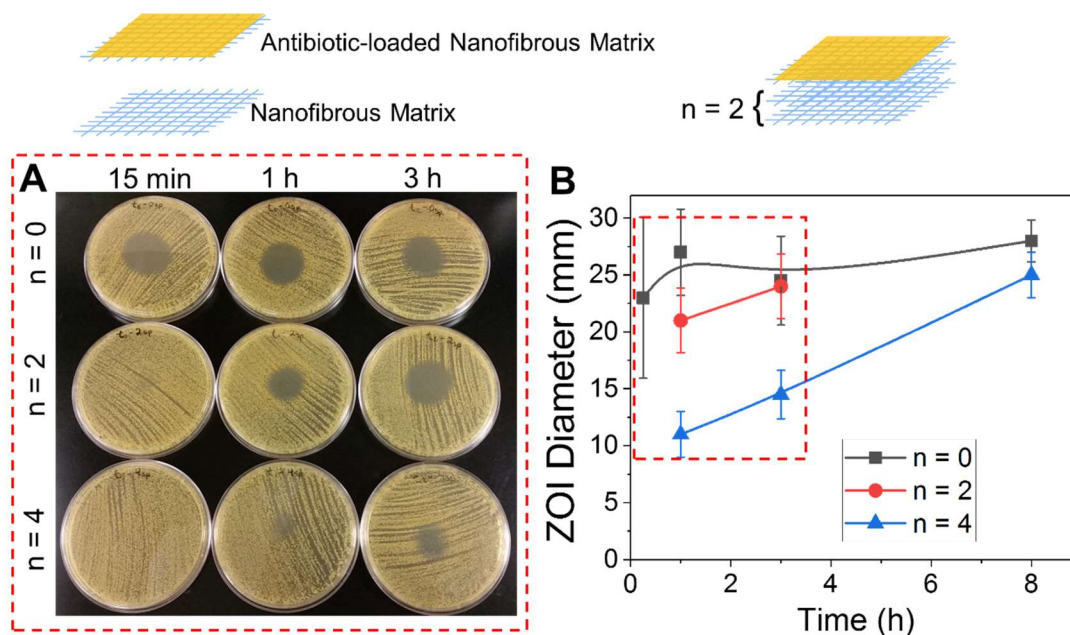 Antibiotic-loaded Nanofibrous Matrix
Nanofibrous Matrix
n = 2 {
A
15 min 1 h 3 h
n = 0
n = 2
n = 4
B
ZOI Diameter (mm)
30
25
20
15
10
5
0
0 2 4 6 8
Time (h)
n = 0
n = 2
n = 4